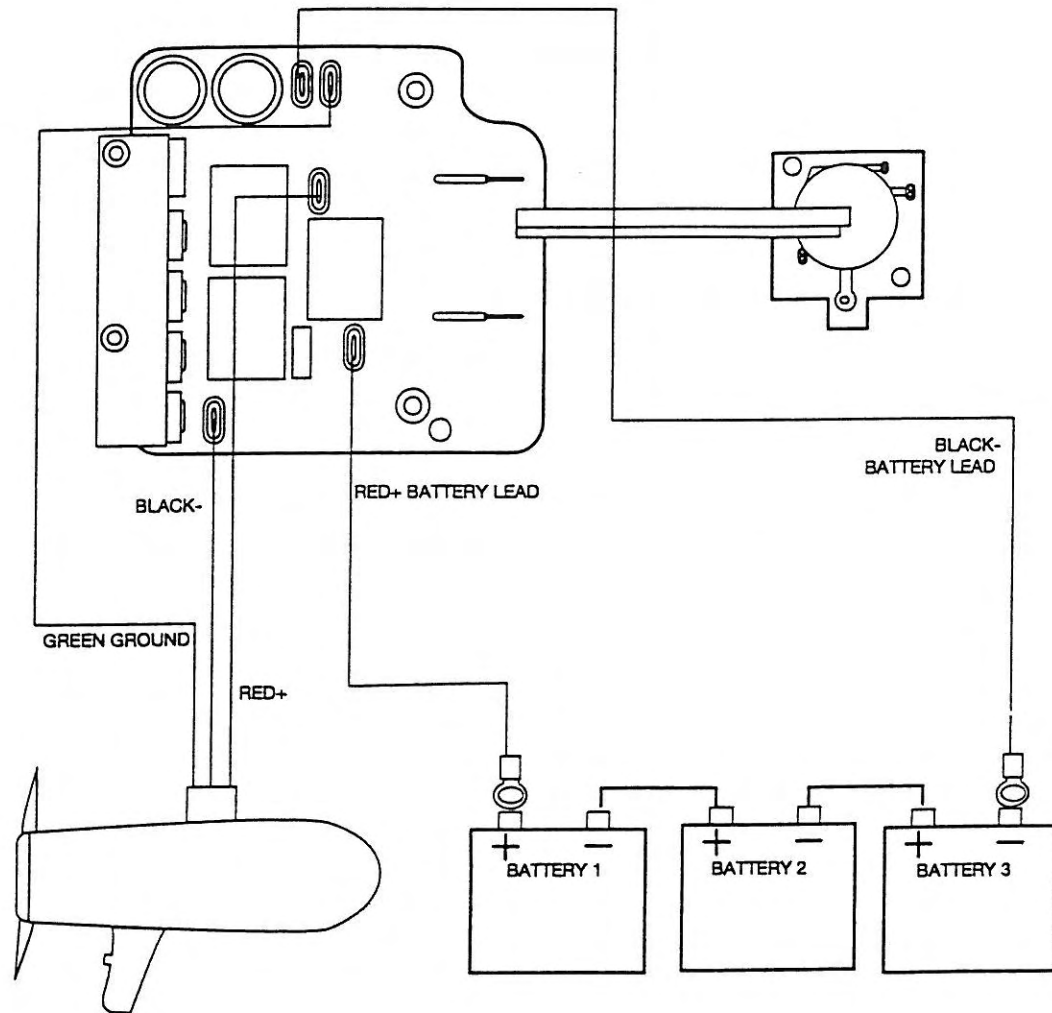 BLACK-
BATTERY LEAD
RED+ BATTERY LEAD
BLACK-
GREEN GROUND
RED+
+ −
BATTERY 1
+ −
BATTERY 2
+ −
BATTERY 3